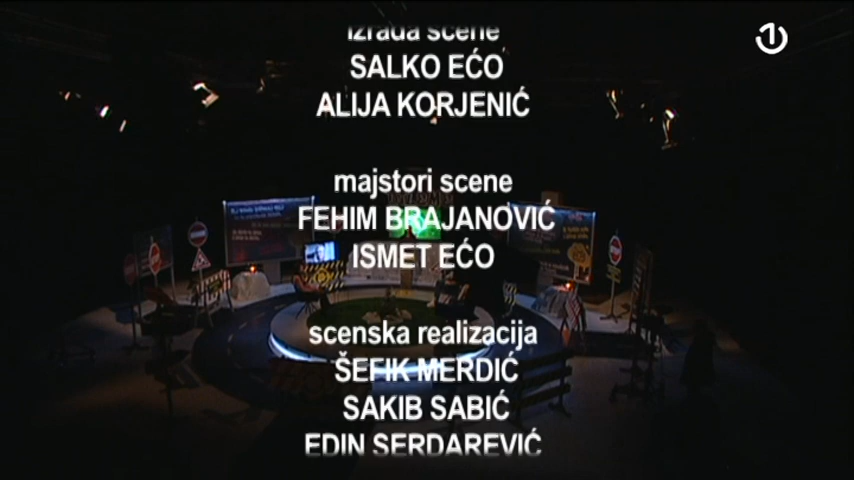 izrada scene
SALKO EĆO
ALIJA KORJENIĆ
majstori scene
FEHIM BRAJANOVIĆ
ISMET EĆO
scenska realizacija
ŠEFIK MERDIĆ
SAKIB SABIĆ
EDIN SERDAREVIĆ
1